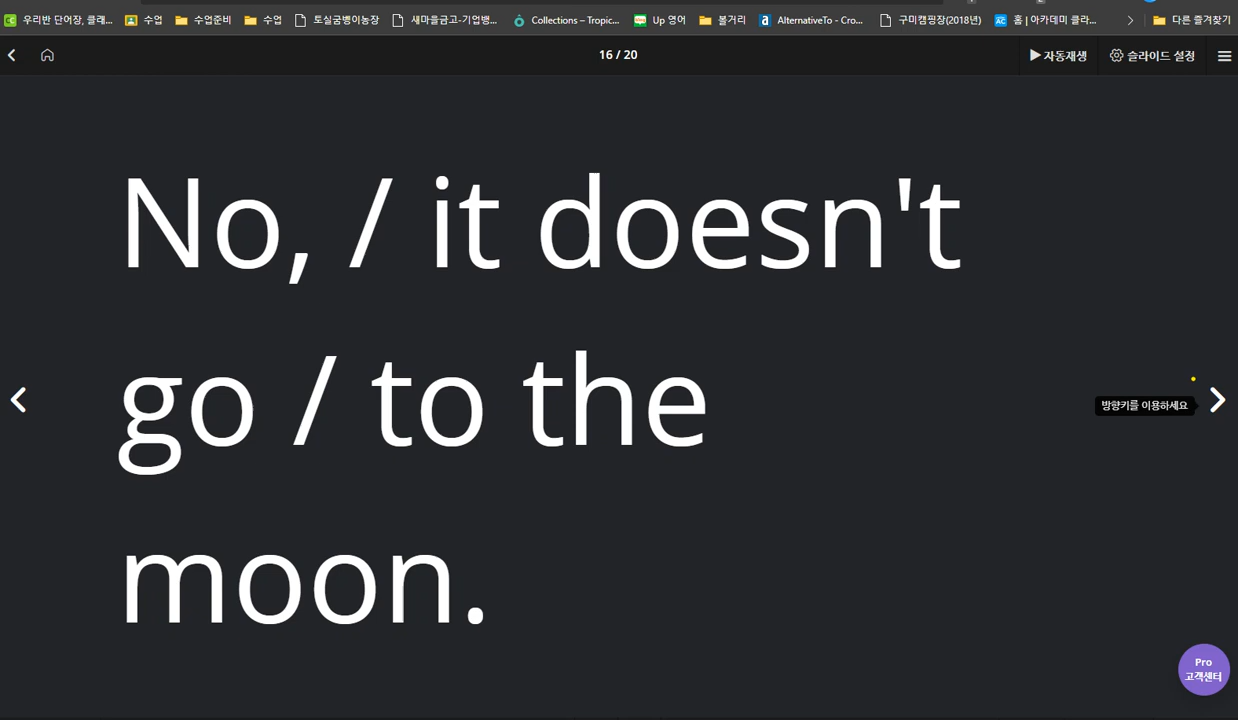 우리반 단어장, 클래... 수업 수업준비 수업 토실굼벵이농장 새마을금고-기업뱅... Collections – Tropic... Up 영어 볼거리 AlternativeTo - Cro... 구미캠핑장(2018년) 홈 | 아카데미 클라... 다른 즐겨찾기
16 / 20 자동재생 슬라이드 설정
No, / it doesn't
go / to the
방향키를 이용하세요
moon.
Pro
고객센터